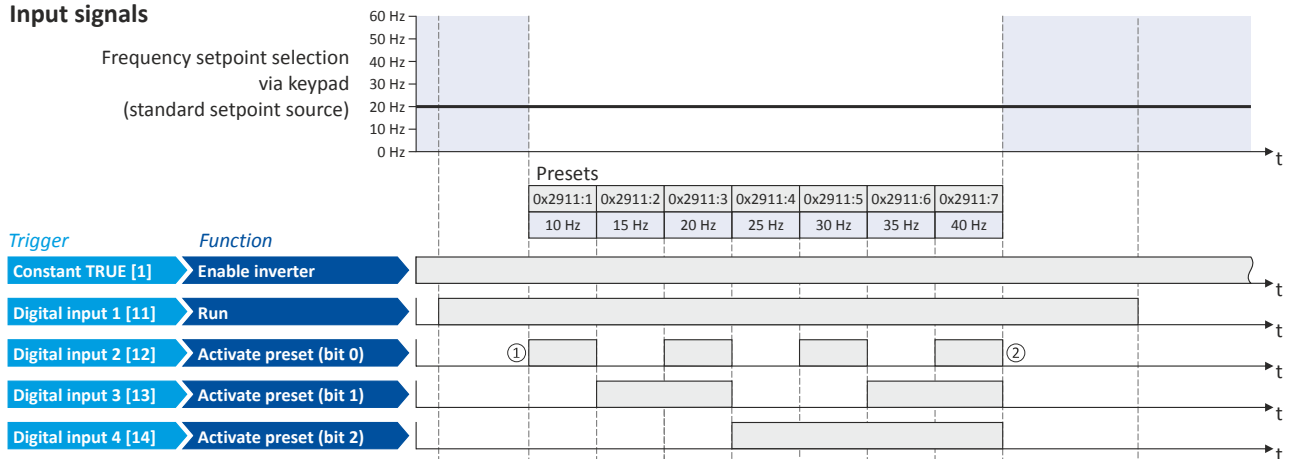 Input signals
Frequency setpoint selection
via keypad
(standard setpoint source)
60 Hz
50 Hz
40 Hz
30 Hz
20 Hz
10 Hz
0 Hz
t
Presets
0x2911:1 0x2911:2 0x2911:3 0x2911:4 0x2911:5 0x2911:6 0x2911:7
10 Hz 15 Hz 20 Hz 25 Hz 30 Hz 35 Hz 40 Hz
Trigger Function
Constant TRUE [1] Enable inverter
t
Digital input 1 [11] Run
t
Digital input 2 [12] Activate preset (bit 0) ① ②
t
Digital input 3 [13] Activate preset (bit 1)
t
Digital input 4 [14] Activate preset (bit 2)
t